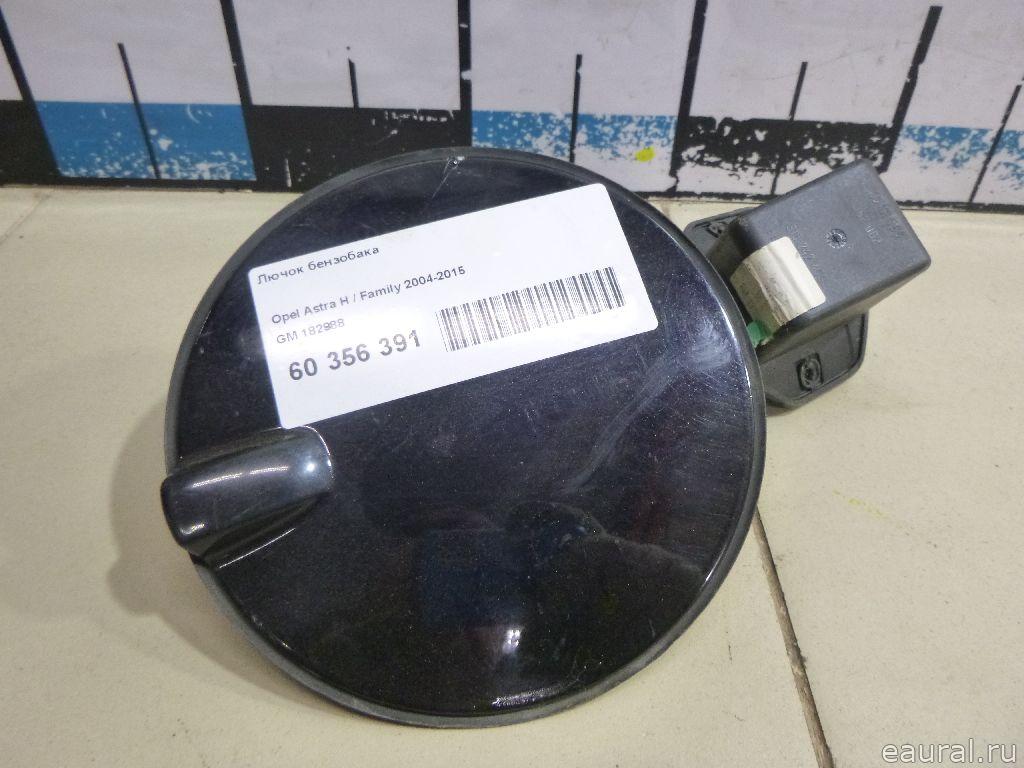 Лючок бензобака
Opel Astra H / Family 2004-2015
GM 182988
60 356 391
eaural.ru